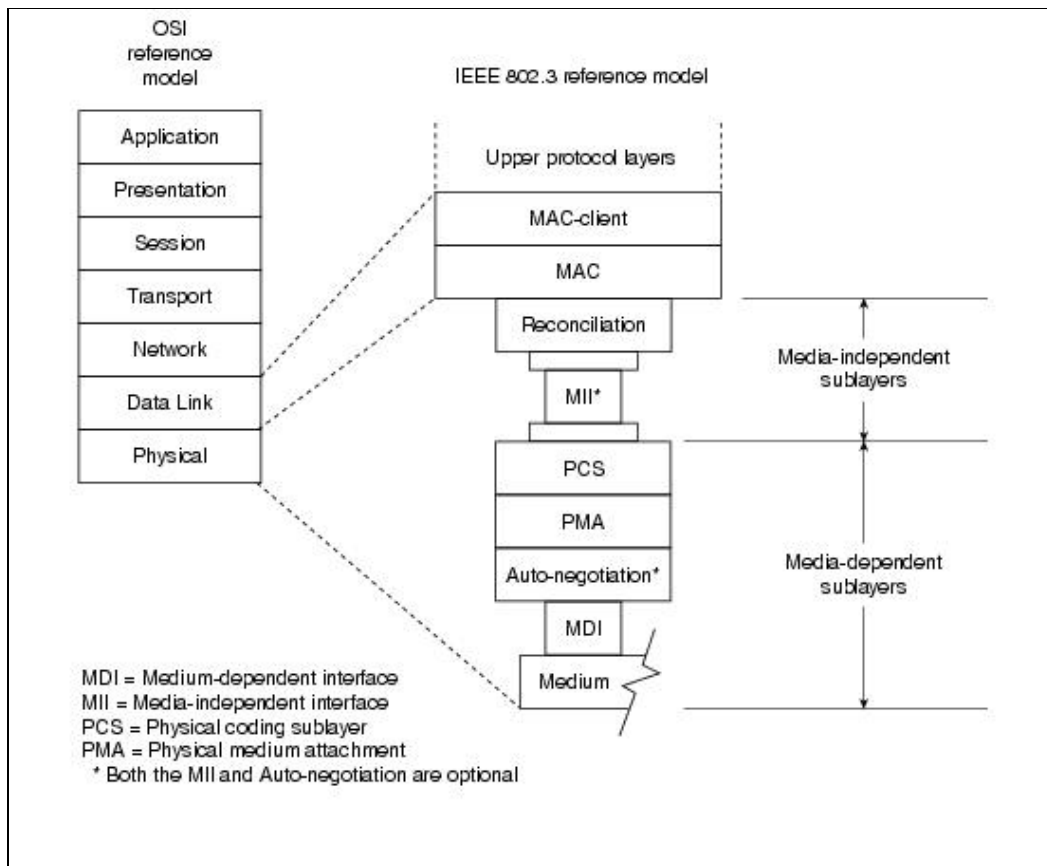 OSI
reference
model
IEEE 802.3 reference model
Application
Presentation
Session
Transport
Network
Data Link
Physical
Upper protocol layers
MAC-client
MAC
Reconciliation
MII*
PCS
PMA
Auto-negotiation*
MDI
Medium
Media-independent
sublayers
Media-dependent
sublayers
MDI = Medium-dependent interface
MII = Media-independent interface
PCS = Physical coding sublayer
PMA = Physical medium attachment
* Both the MII and Auto-negotiation are optional